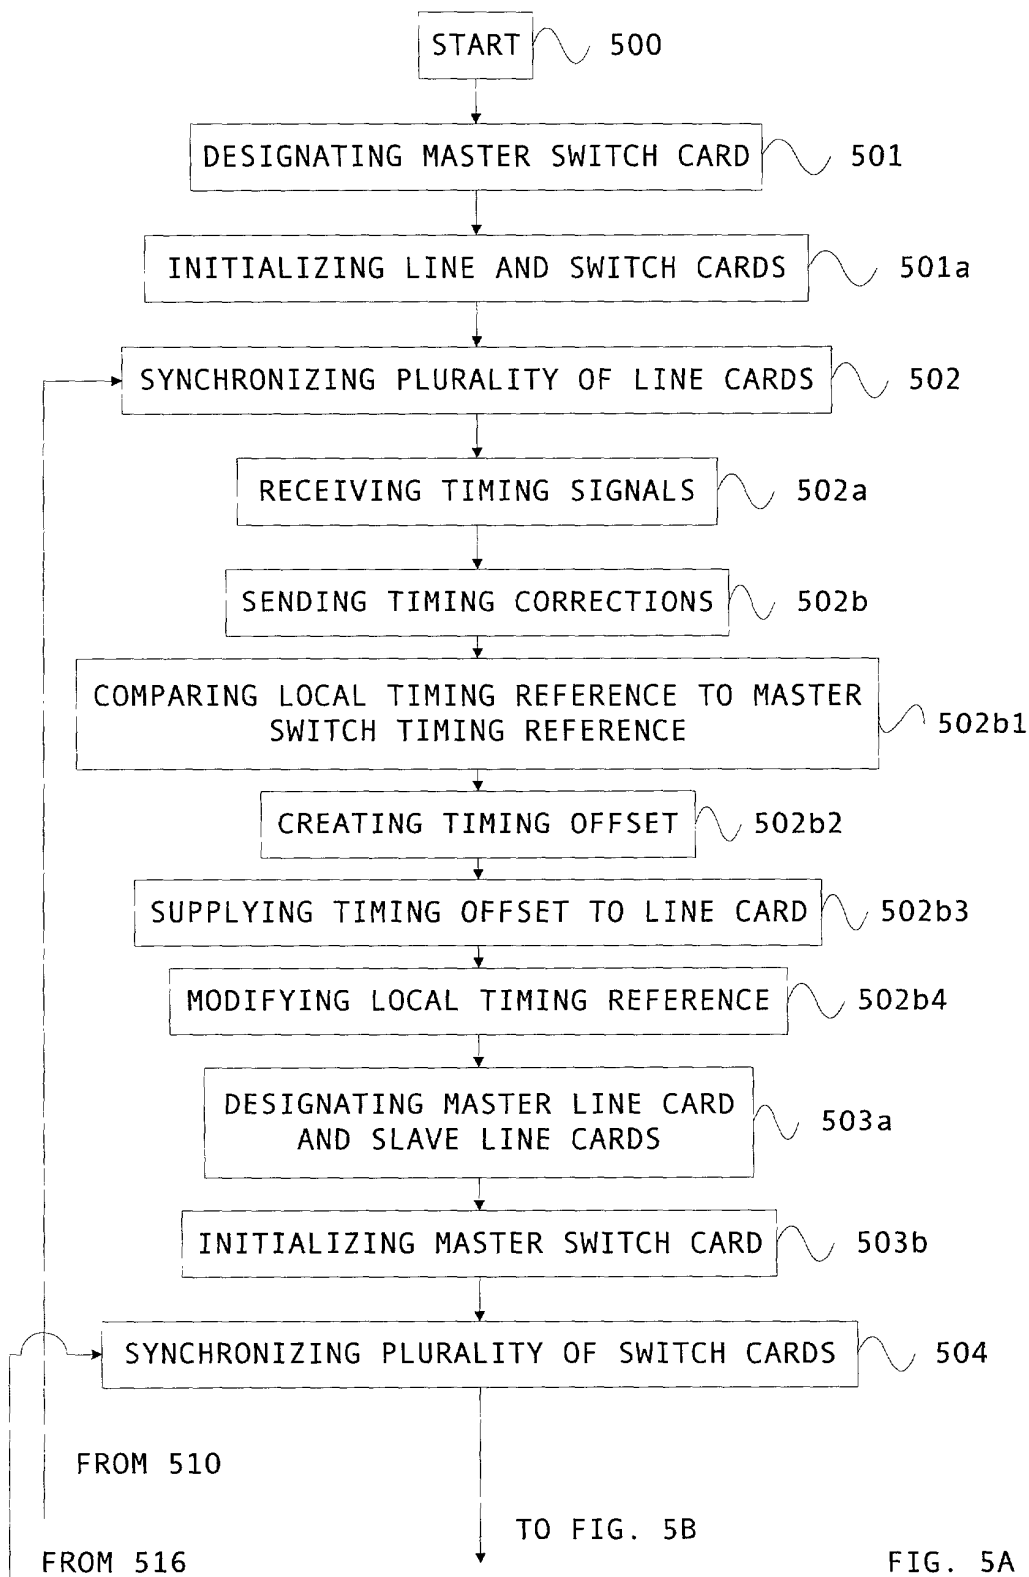 START 500
DESIGNATING MASTER SWITCH CARD 501
INITIALIZING LINE AND SWITCH CARDS 501a
SYNCHRONIZING PLURALITY OF LINE CARDS 502
RECEIVING TIMING SIGNALS 502a
SENDING TIMING CORRECTIONS 502b
COMPARING LOCAL TIMING REFERENCE TO MASTER
SWITCH TIMING REFERENCE 502b1
CREATING TIMING OFFSET 502b2
SUPPLYING TIMING OFFSET TO LINE CARD 502b3
MODIFYING LOCAL TIMING REFERENCE 502b4
DESIGNATING MASTER LINE CARD
AND SLAVE LINE CARDS 503a
INITIALIZING MASTER SWITCH CARD 503b
SYNCHRONIZING PLURALITY OF SWITCH CARDS 504
FROM 510
TO FIG. 5B
FROM 516
FIG. 5A